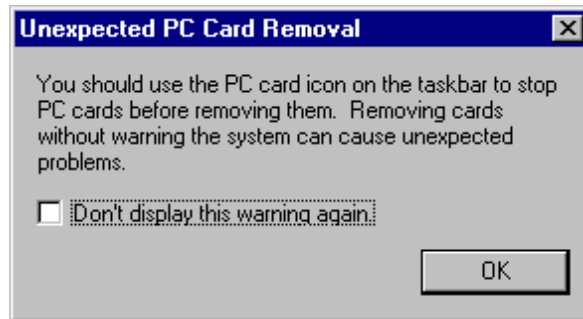 Unexpected PC Card Removal
You should use the PC card icon on the taskbar to stop
PC cards before removing them.  Removing cards
without warning the system can cause unexpected
problems.
Don't display this warning again.
OK